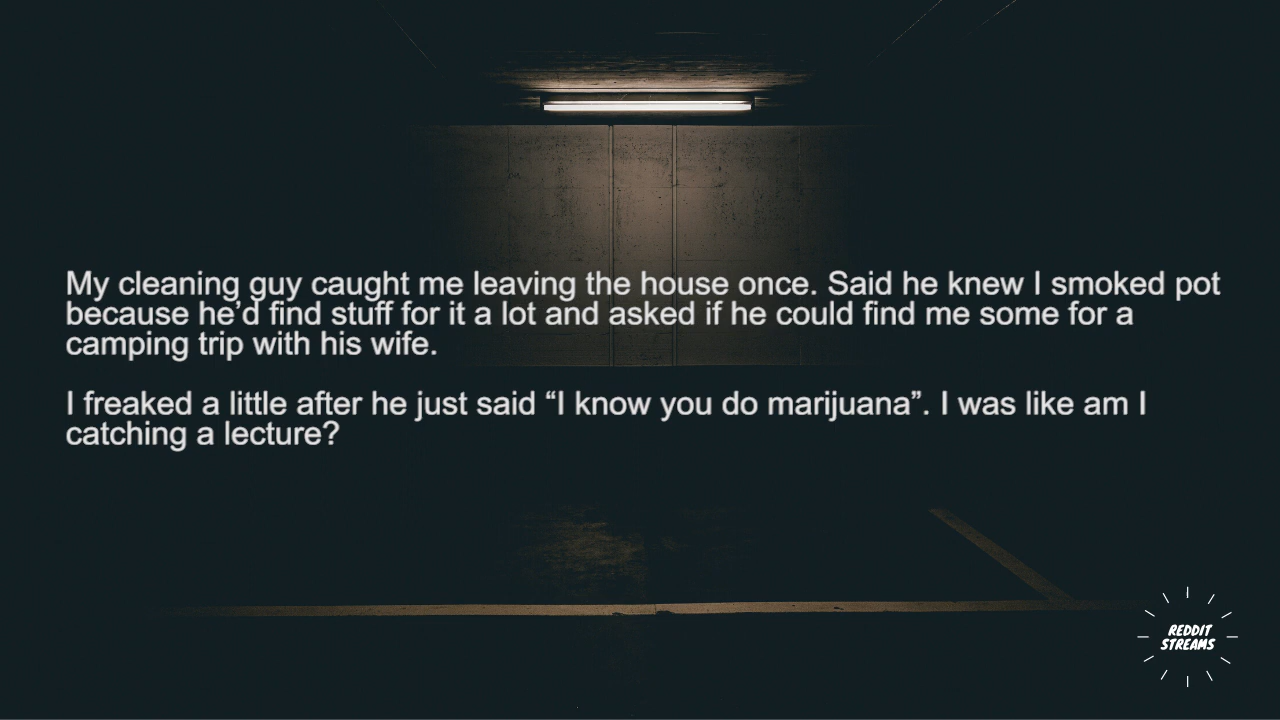 My cleaning guy caught me leaving the house once. Said he knew I smoked pot
because he’d find stuff for it a lot and asked if he could find me some for a
camping trip with his wife.
I freaked a little after he just said “I know you do marijuana”. I was like am I
catching a lecture?
REDDIT
STREAMS